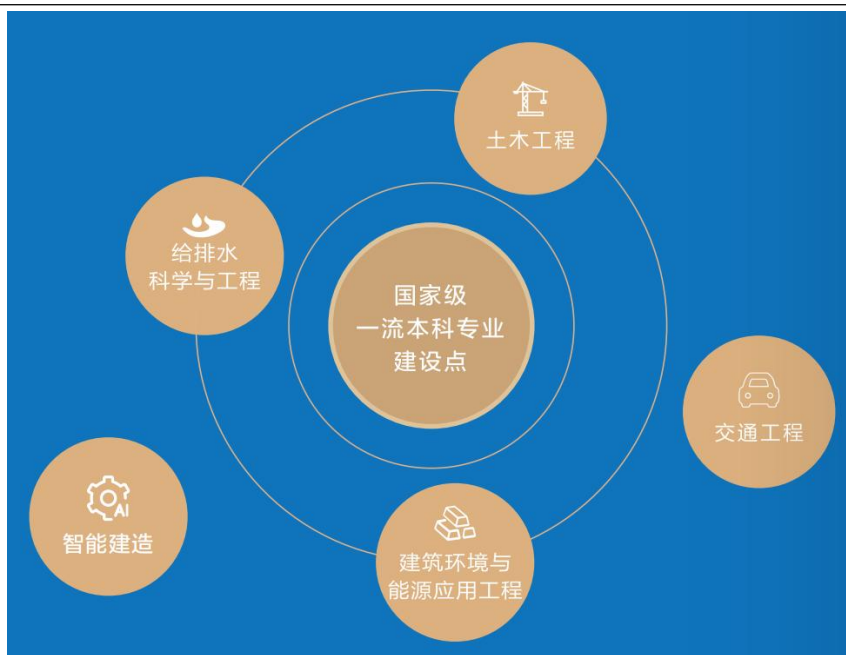 土木工程
给排水
科学与工程
国家级
一流本科专业
建设点
交通工程
AI
智能建造
建筑环境与
能源应用工程